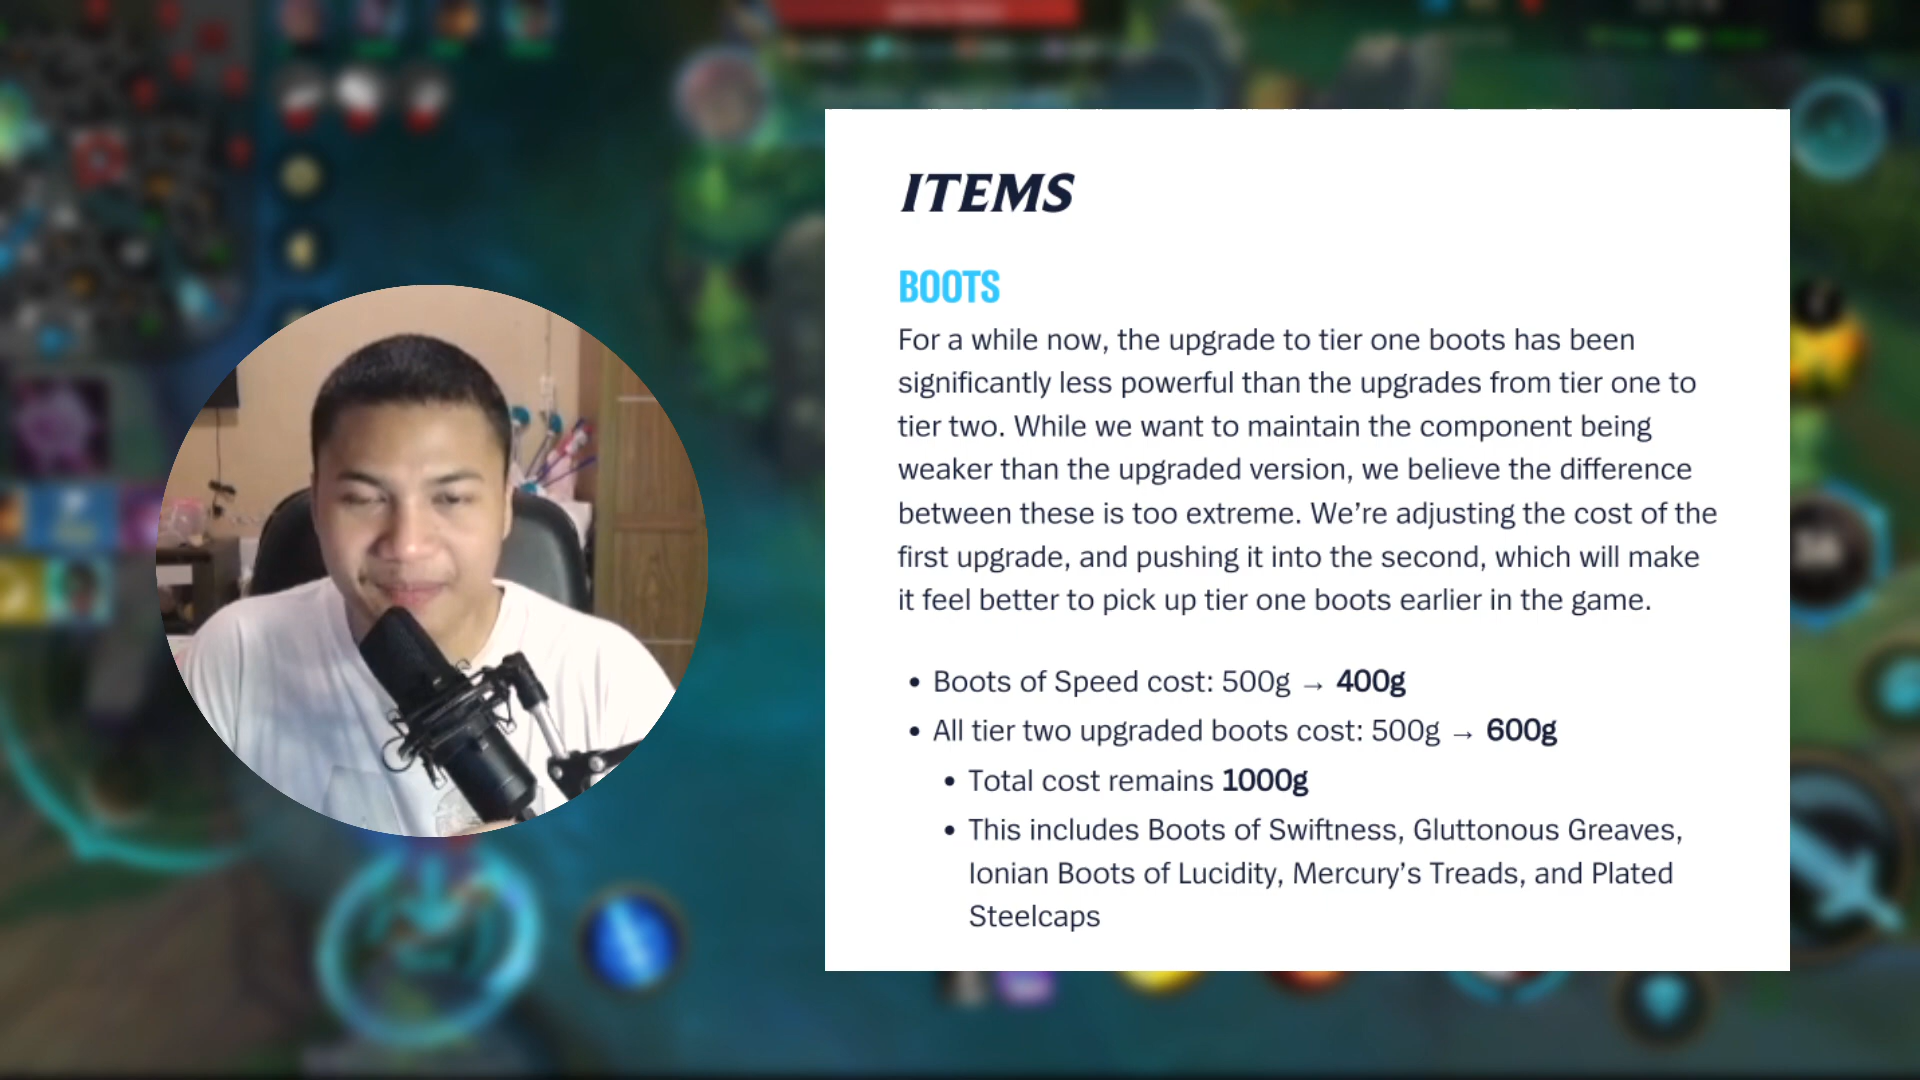 ITEMS
BOOTS
For a while now, the upgrade to tier one boots has been
significantly less powerful than the upgrades from tier one to
tier two. While we want to maintain the component being
weaker than the upgraded version, we believe the difference
between these is too extreme. We’re adjusting the cost of the
first upgrade, and pushing it into the second, which will make
it feel better to pick up tier one boots earlier in the game.
• Boots of Speed cost: 500g → 400g
• All tier two upgraded boots cost: 500g → 600g
• Total cost remains 1000g
• This includes Boots of Swiftness, Gluttonous Greaves,
Ionian Boots of Lucidity, Mercury’s Treads, and Plated
Steelcaps